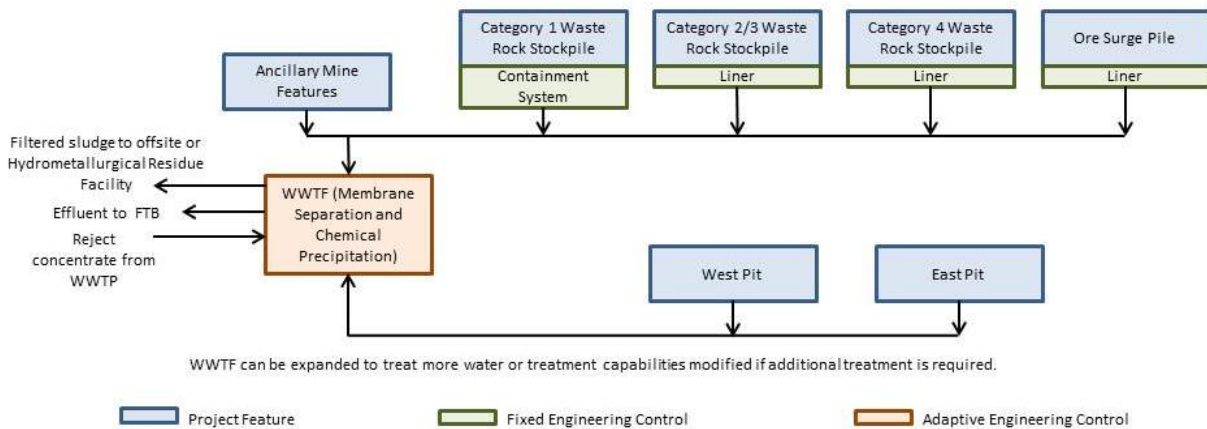 Category 1 Waste
Rock Stockpile
Containment
System
Category 2/3 Waste
Rock Stockpile
Liner
Category 4 Waste
Rock Stockpile
Liner
Ore Surge Pile
Liner
Ancillary Mine
Features
Filtered sludge to offsite or
Hydrometallurgical Residue
Facility
Effluent to FTB
Reject
concentrate from
WWTP
WWTF (Membrane
Separation and
Chemical
Precipitation)
West Pit
East Pit
WWTF can be expanded to treat more water or treatment capabilities modified if additional treatment is required.
Project Feature
Fixed Engineering Control
Adaptive Engineering Control